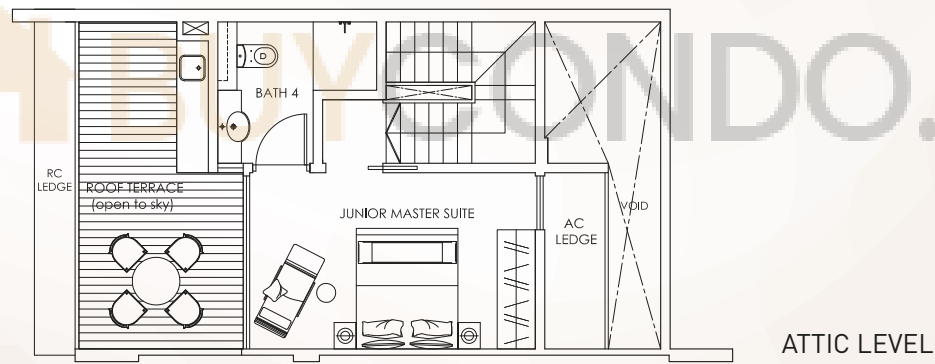 BUYCONDO.
BATH 4
RC
LEDGE
ROOF TERRACE
(open to sky)
JUNIOR MASTER SUITE
AC
LEDGE
VOID
ATTIC LEVEL